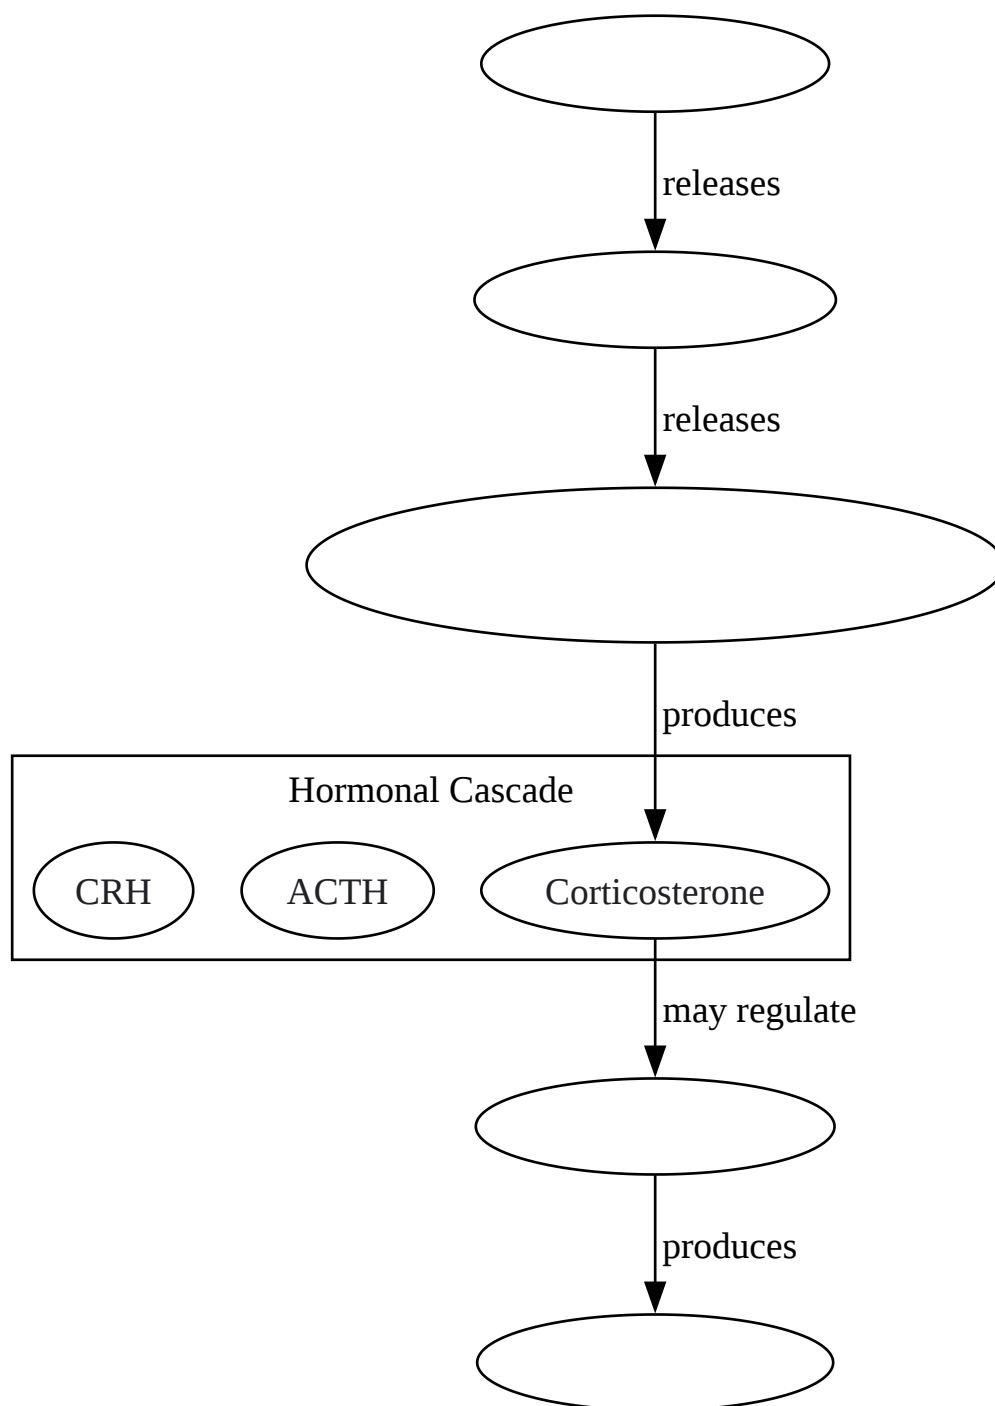 releases
releases
produces
Hormonal Cascade
CRH
ACTH
Corticosterone
may regulate
produces